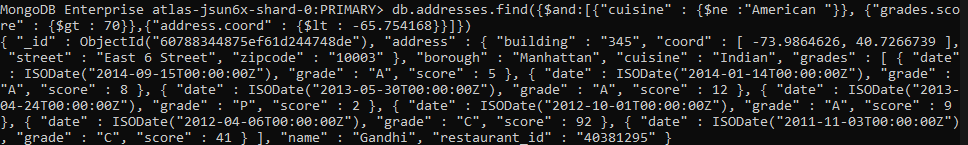 MongoDB Enterprise atlas-jsun6x-shard-0:PRIMARY> db.addresses.find({$and:[{"cuisine" : {$ne :"American "}}, {"grades.sco
re" : {$gt : 70}},{"address.coord" : {$lt : -65.754168}}]})
{ "_id" : ObjectId("60788344875ef61d244748de"), "address" : { "building" : "345", "coord" : [ -73.9864626, 40.7266739 ],
 "street" : "East 6 Street", "zipcode" : "10003" }, "borough" : "Manhattan", "cuisine" : "Indian", "grades" : [ { "date"
 : ISODate("2014-09-15T00:00:00Z"), "grade" : "A", "score" : 5 }, { "date" : ISODate("2014-01-14T00:00:00Z"), "grade" :
"A", "score" : 8 }, { "date" : ISODate("2013-05-30T00:00:00Z"), "grade" : "A", "score" : 12 }, { "date" : ISODate("2013-
04-24T00:00:00Z"), "grade" : "P", "score" : 2 }, { "date" : ISODate("2012-10-01T00:00:00Z"), "grade" : "A", "score" : 9
}, { "date" : ISODate("2012-04-06T00:00:00Z"), "grade" : "C", "score" : 92 }, { "date" : ISODate("2011-11-03T00:00:00Z")
, "grade" : "C", "score" : 41 } ], "name" : "Gandhi", "restaurant_id" : "40381295" }